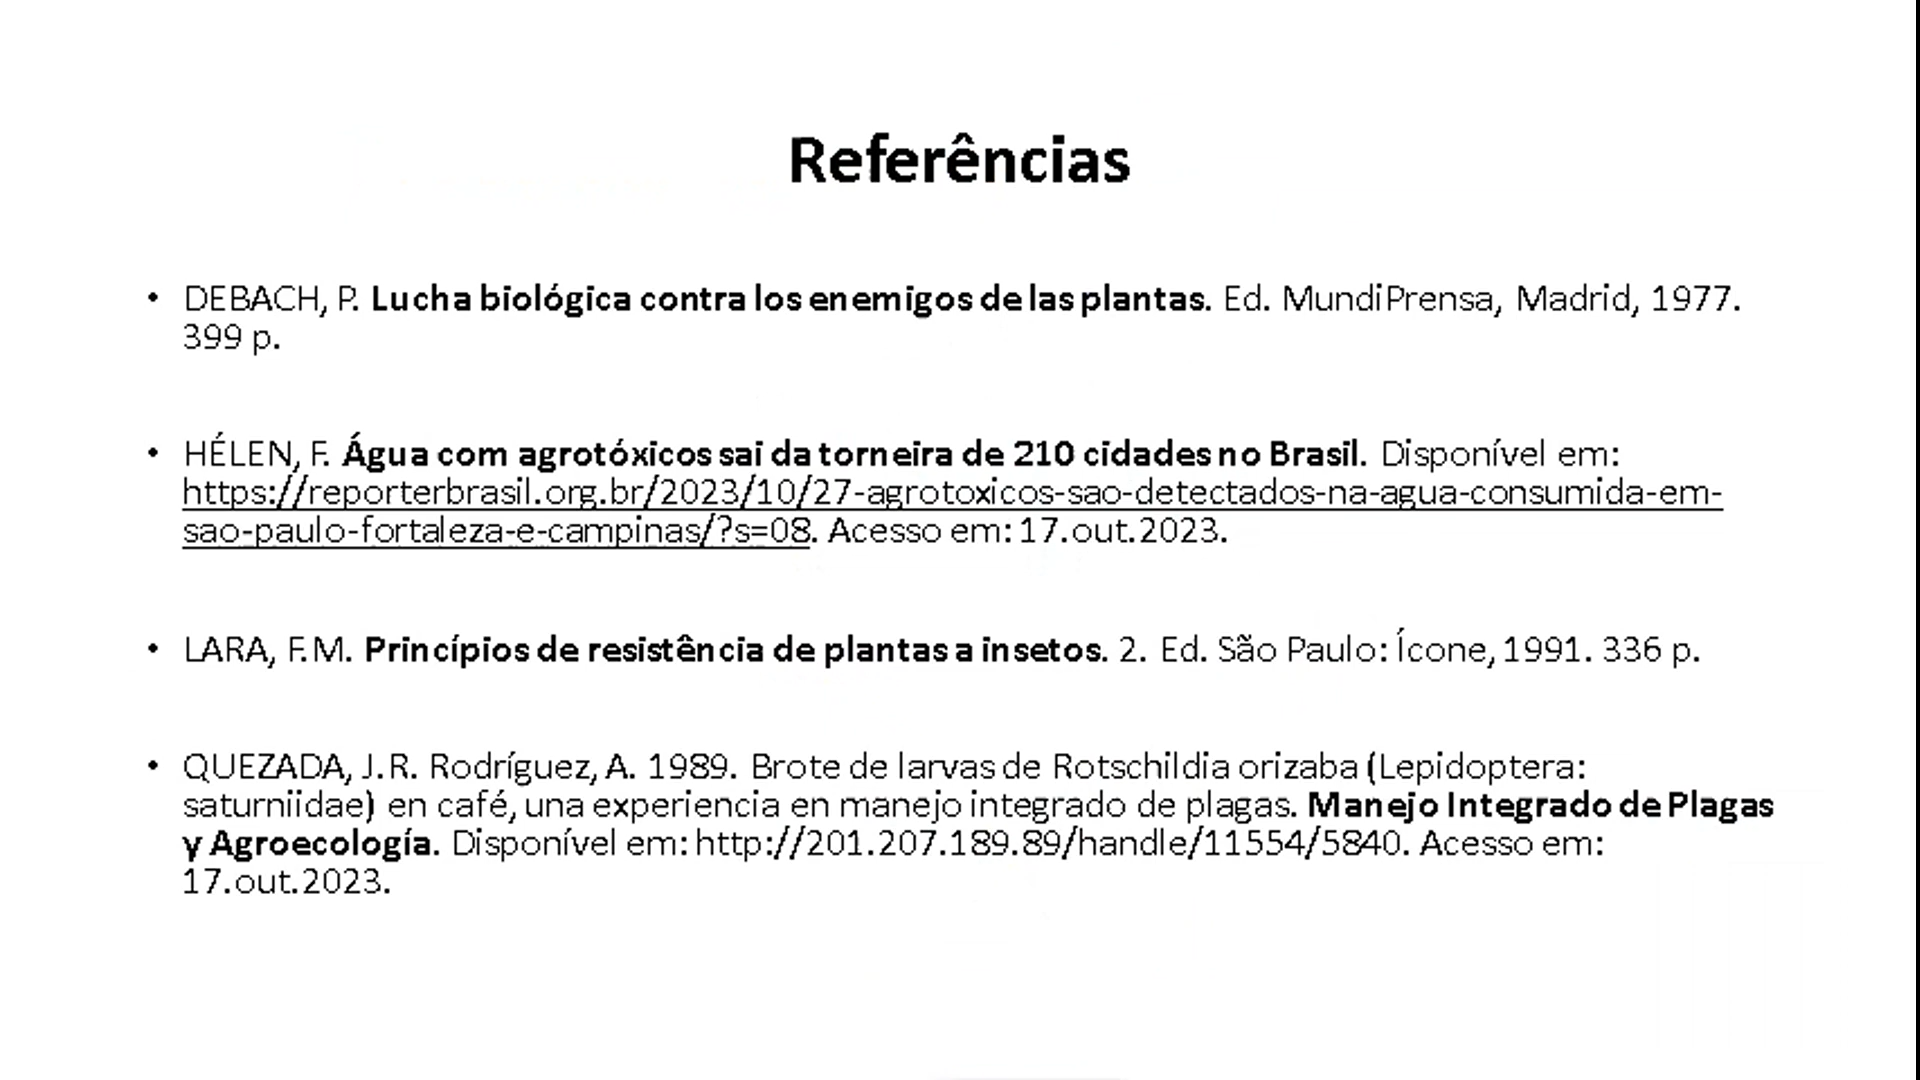 Referências
• DEBACH, P. Lucha biológica contra los enemigos de las plantas. Ed. MundiPrensa, Madrid, 1977.
399 p.
• HÉLEN, F. Água com agrotóxicos sai da torneira de 210 cidades no Brasil. Disponível em:
https://reporterbrasil.org.br/2023/10/27-agrotoxicos-sao-detectados-na-agua-consumida-em-
sao-paulo-fortaleza-e-campinas/?s=08. Acesso em: 17.out.2023.
• LARA, F.M. Princípios de resistência de plantas a insetos. 2. Ed. São Paulo: Ícone, 1991. 336 p.
• QUEZADA, J.R. Rodríguez, A. 1989. Brote de larvas de Rotschildia orizaba (Lepidoptera:
saturniidae) en café, una experiencia en manejo integrado de plagas. Manejo Integrado de Plagas
y Agroecología. Disponível em: http://201.207.189.89/handle/11554/5840. Acesso em:
17.out.2023.